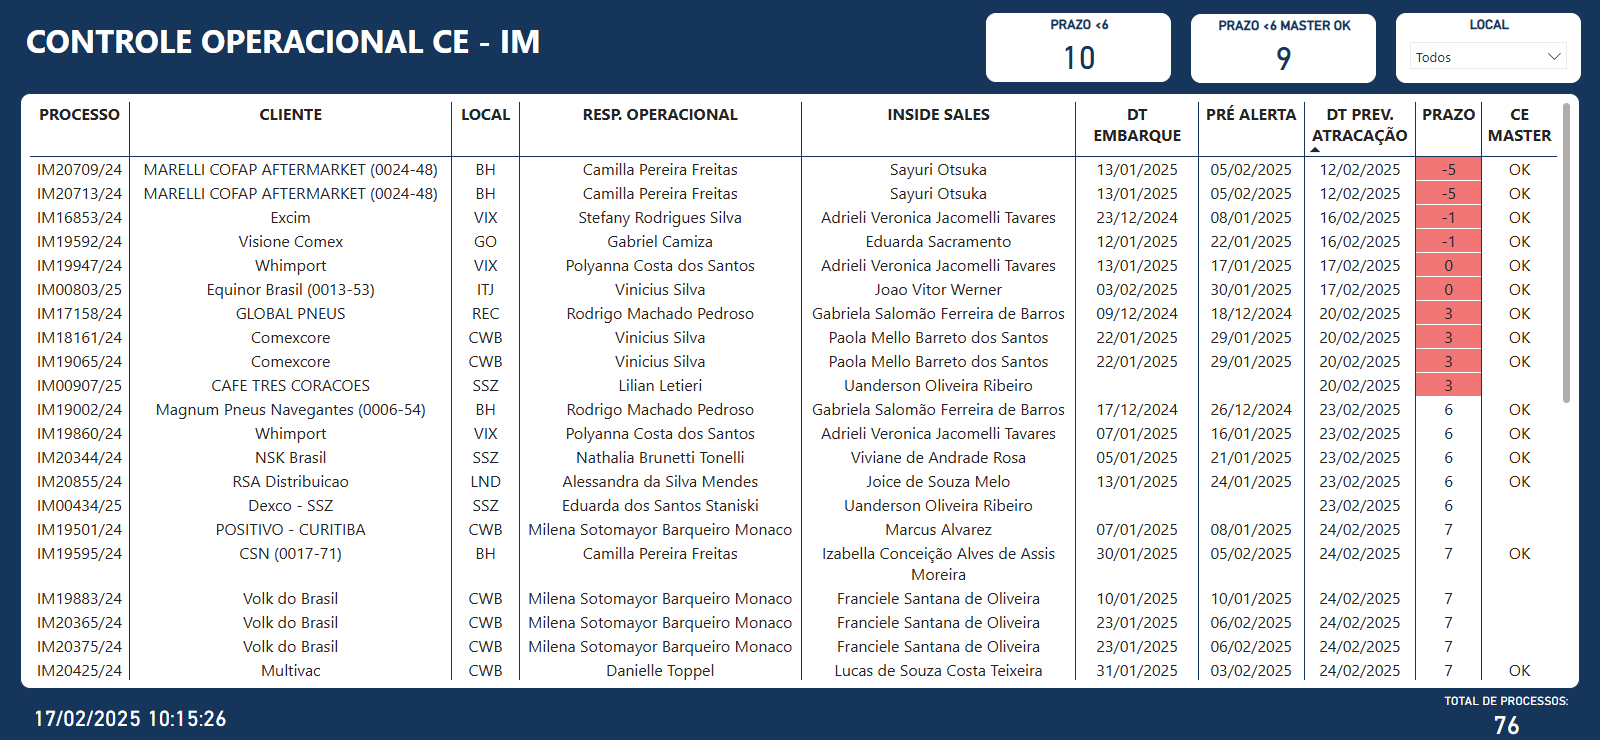 CONTROLE OPERACIONAL CE - IM
PRAZO <6
10
PRAZO <6 MASTER OK
9
LOCAL
Todos
PROCESSO CLIENTE LOCAL RESP. OPERACIONAL INSIDE SALES DT EMBARQUE PRÉ ALERTA DT PREV. ATRACAÇÃO PRAZO CE MASTER
IM20709/24 MARELLI COFAP AFTERMARKET (0024-48) BH Camilla Pereira Freitas Sayuri Otsuka 13/01/2025 05/02/2025 12/02/2025 -5 OK
IM20713/24 MARELLI COFAP AFTERMARKET (0024-48) BH Camilla Pereira Freitas Sayuri Otsuka 13/01/2025 05/02/2025 12/02/2025 -5 OK
IM16853/24 Excim VIX Stefany Rodrigues Silva Adrieli Veronica Jacomelli Tavares 23/12/2024 08/01/2025 16/02/2025 -1 OK
IM19592/24 Visione Comex GO Gabriel Camiza Eduarda Sacramento 12/01/2025 22/01/2025 16/02/2025 -1 OK
IM19947/24 Whimport VIX Polyanna Costa dos Santos Adrieli Veronica Jacomelli Tavares 13/01/2025 17/01/2025 17/02/2025 0 OK
IM00803/25 Equinor Brasil (0013-53) ITJ Vinicius Silva Joao Vitor Werner 03/02/2025 30/01/2025 17/02/2025 0 OK
IM17158/24 GLOBAL PNEUS REC Rodrigo Machado Pedroso Gabriela Salomão Ferreira de Barros 09/12/2024 18/12/2024 20/02/2025 3 OK
IM18161/24 Comexcore CWB Vinicius Silva Paola Mello Barreto dos Santos 22/01/2025 29/01/2025 20/02/2025 3 OK
IM19065/24 Comexcore CWB Vinicius Silva Paola Mello Barreto dos Santos 22/01/2025 29/01/2025 20/02/2025 3 OK
IM00907/25 CAFE TRES CORACOES SSZ Lilian Letieri Uanderson Oliveira Ribeiro 20/02/2025 3
IM19002/24 Magnum Pneus Navegantes (0006-54) BH Rodrigo Machado Pedroso Gabriela Salomão Ferreira de Barros 17/12/2024 26/12/2024 23/02/2025 6 OK
IM19860/24 Whimport VIX Polyanna Costa dos Santos Adrieli Veronica Jacomelli Tavares 07/01/2025 16/01/2025 23/02/2025 6 OK
IM20344/24 NSK Brasil SSZ Nathalia Brunetti Tonelli Viviane de Andrade Rosa 05/01/2025 21/01/2025 23/02/2025 6 OK
IM20855/24 RSA Distribuicao LND Alessandra da Silva Mendes Joice de Souza Melo 13/01/2025 24/01/2025 23/02/2025 6 OK
IM00434/25 Dexco - SSZ SSZ Eduarda dos Santos Staniski Uanderson Oliveira Ribeiro 23/02/2025 6
IM19501/24 POSITIVO - CURITIBA CWB Milena Sotomayor Barqueiro Monaco Marcus Alvarez 07/01/2025 08/01/2025 24/02/2025 7
IM19595/24 CSN (0017-71) BH Camilla Pereira Freitas Izabella Conceição Alves de Assis Moreira 30/01/2025 05/02/2025 24/02/2025 7 OK
IM19883/24 Volk do Brasil CWB Milena Sotomayor Barqueiro Monaco Franciele Santana de Oliveira 10/01/2025 10/01/2025 24/02/2025 7
IM20365/24 Volk do Brasil CWB Milena Sotomayor Barqueiro Monaco Franciele Santana de Oliveira 23/01/2025 06/02/2025 24/02/2025 7
IM20375/24 Volk do Brasil CWB Milena Sotomayor Barqueiro Monaco Franciele Santana de Oliveira 23/01/2025 06/02/2025 24/02/2025 7
IM20425/24 Multivac CWB Danielle Toppel Lucas de Souza Costa Teixeira 31/01/2025 03/02/2025 24/02/2025 7 OK
17/02/2025 10:15:26
TOTAL DE PROCESSOS:
76